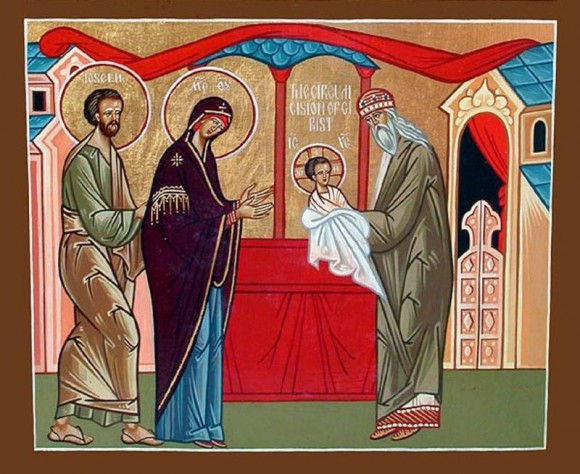 JOSEPH
ΜΡ ΘΥ
THE CIRCUM
CISION OF CH
RIST
IC XC